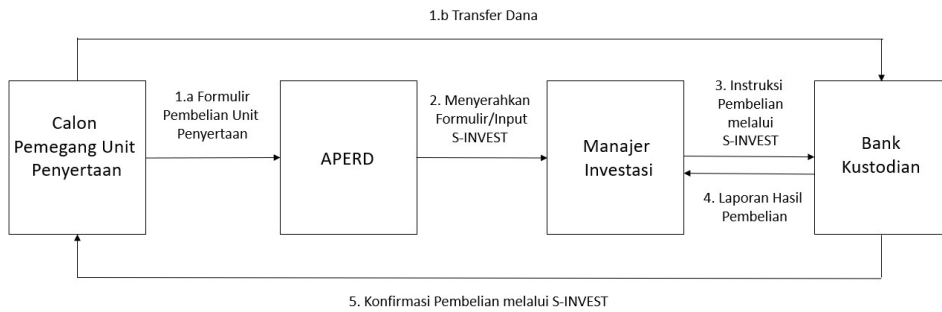 1.b Transfer Dana
Calon
Pemegang Unit
Penyertaan
1.a Formulir
Pembelian Unit
Penyertaan
APERD
2. Menyerahkan
Formulir/Input
S-INVEST
Manajer
Investasi
3. Instruksi
Pembelian
melalui
S-INVEST
4. Laporan Hasil
Pembelian
Bank
Kustodian
5. Konfirmasi Pembelian melalui S-INVEST